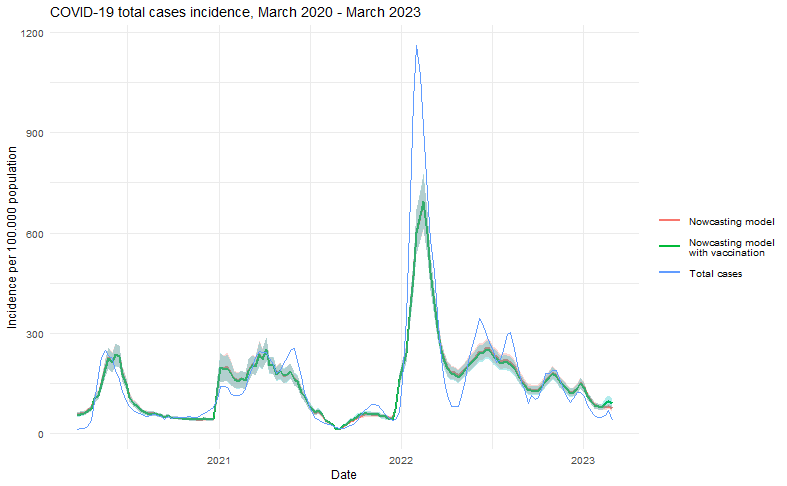 COVID-19 total cases incidence, March 2020 - March 2023
1200
900
600
300
0
Incidence per 100.000 population
2021
2022
2023
Date
Nowcasting model
Nowcasting model
with vaccination
Total cases